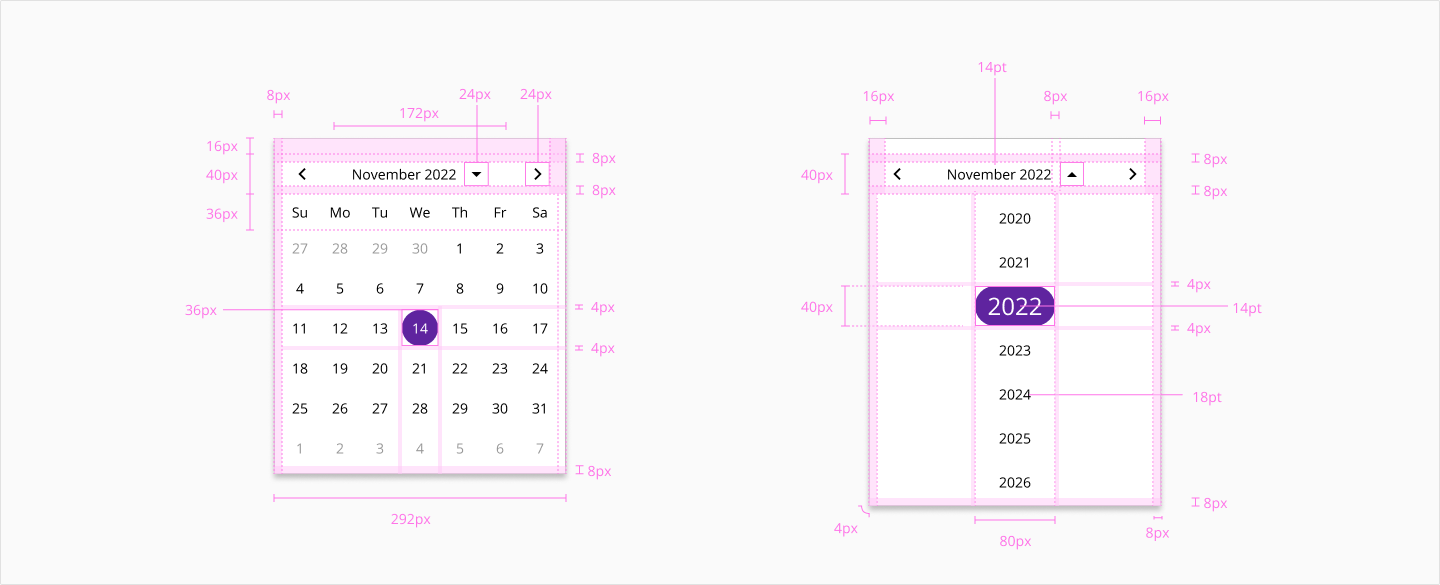 8px
172px
24px
24px
16px
40px
36px
8px
8px
November 2022
Su Mo Tu We Th Fr Sa
27 28 29 30 1 2 3
4 5 6 7 8 9 10
36px
4px
11 12 13 14 15 16 17
4px
18 19 20 21 22 23 24
25 26 27 28 29 30 31
1 2 3 4 5 6 7
8px
292px
14pt
16px
8px
16px
8px
40px
November 2022
8px
2020
2021
4px
40px
2022
14pt
4px
2023
2024
18pt
2025
2026
8px
4px
80px
8px